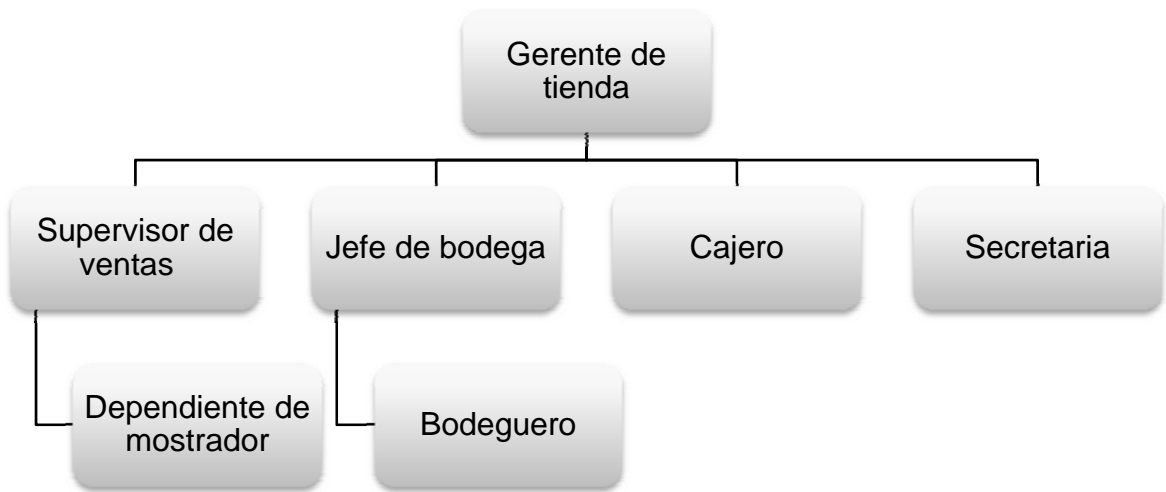 Gerente de
tienda
Supervisor de
ventas
Jefe de bodega
Cajero
Secretaria
Dependiente de
mostrador
Bodeguero